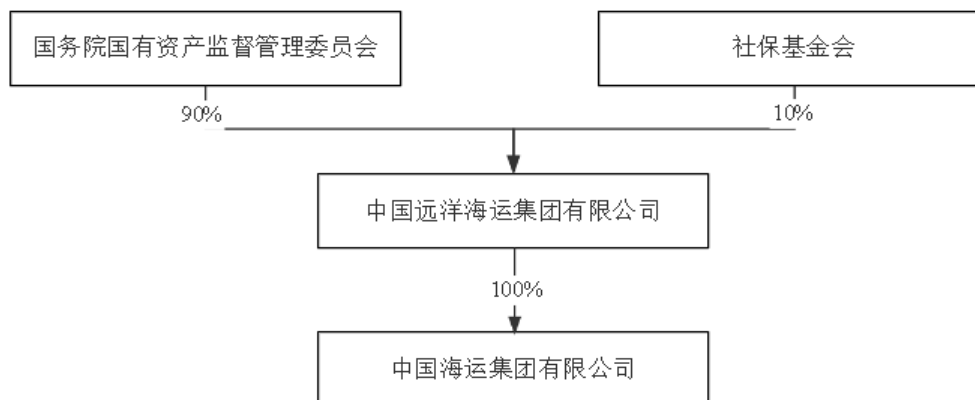 国务院国有资产监督管理委员会
社保基金会
90%
10%
中国远洋海运集团有限公司
100%
中国海运集团有限公司